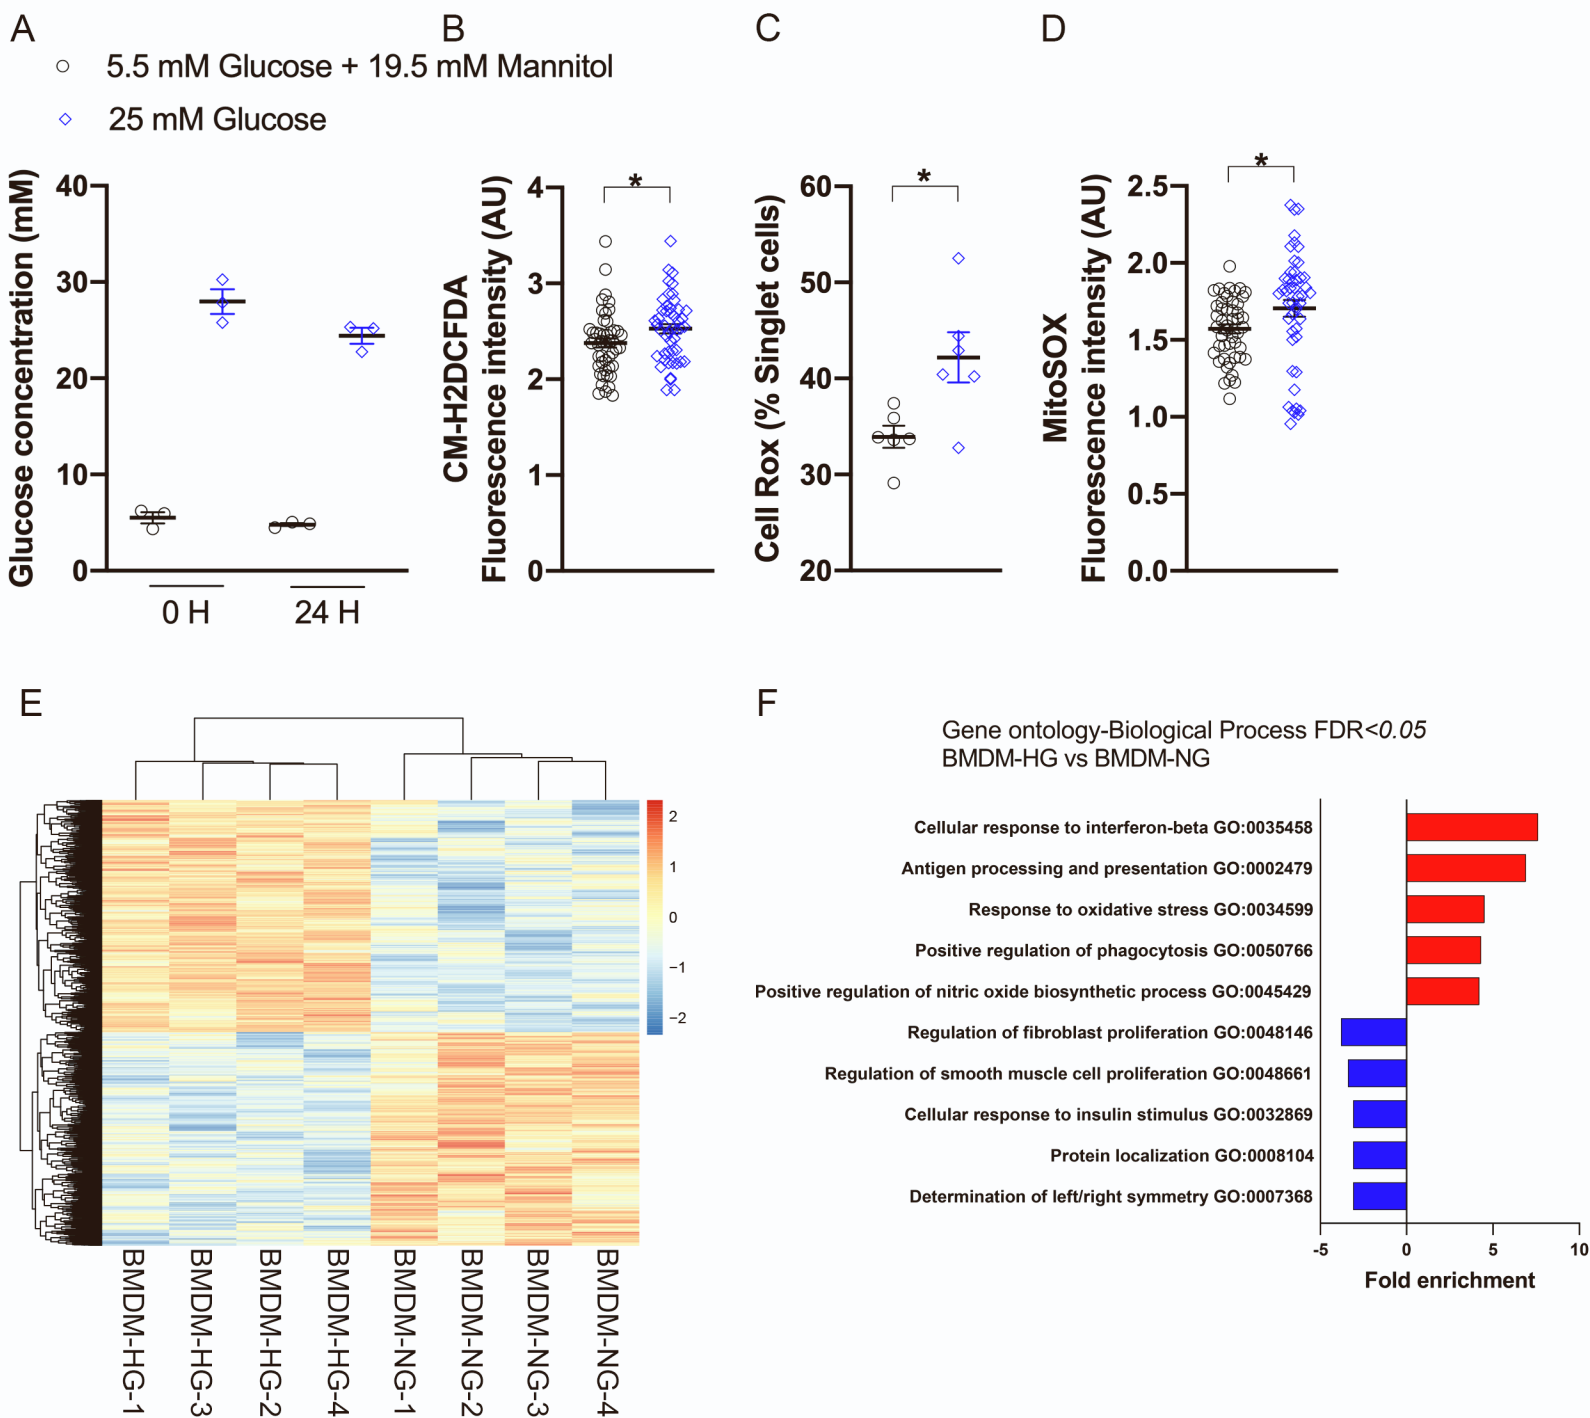 A
B
C
D
5.5 mM Glucose + 19.5 mM Mannitol
25 mM Glucose
Glucose concentration (mM)
40
30
20
10
0
0 H
24 H
CM-H2DCFDA
Fluorescence intensity (AU)
4
3
2
1
0
*
Cell Rox (% Singlet cells)
60
50
40
30
20
*
MitoSOX
Fluorescence intensity (AU)
2.5
2.0
1.5
1.0
0.5
0.0
*
E
2
1
0
−1
−2
BMDM-HG-1
BMDM-HG-3
BMDM-HG-2
BMDM-HG-4
BMDM-NG-1
BMDM-NG-2
BMDM-NG-3
BMDM-NG-4
F
Gene ontology-Biological Process FDR<0.05
BMDM-HG vs BMDM-NG
Cellular response to interferon-beta GO:0035458
Antigen processing and presentation GO:0002479
Response to oxidative stress GO:0034599
Positive regulation of phagocytosis GO:0050766
Positive regulation of nitric oxide biosynthetic process GO:0045429
Regulation of fibroblast proliferation GO:0048146
Regulation of smooth muscle cell proliferation GO:0048661
Cellular response to insulin stimulus GO:0032869
Protein localization GO:0008104
Determination of left/right symmetry GO:0007368
-5
0
5
10
Fold enrichment